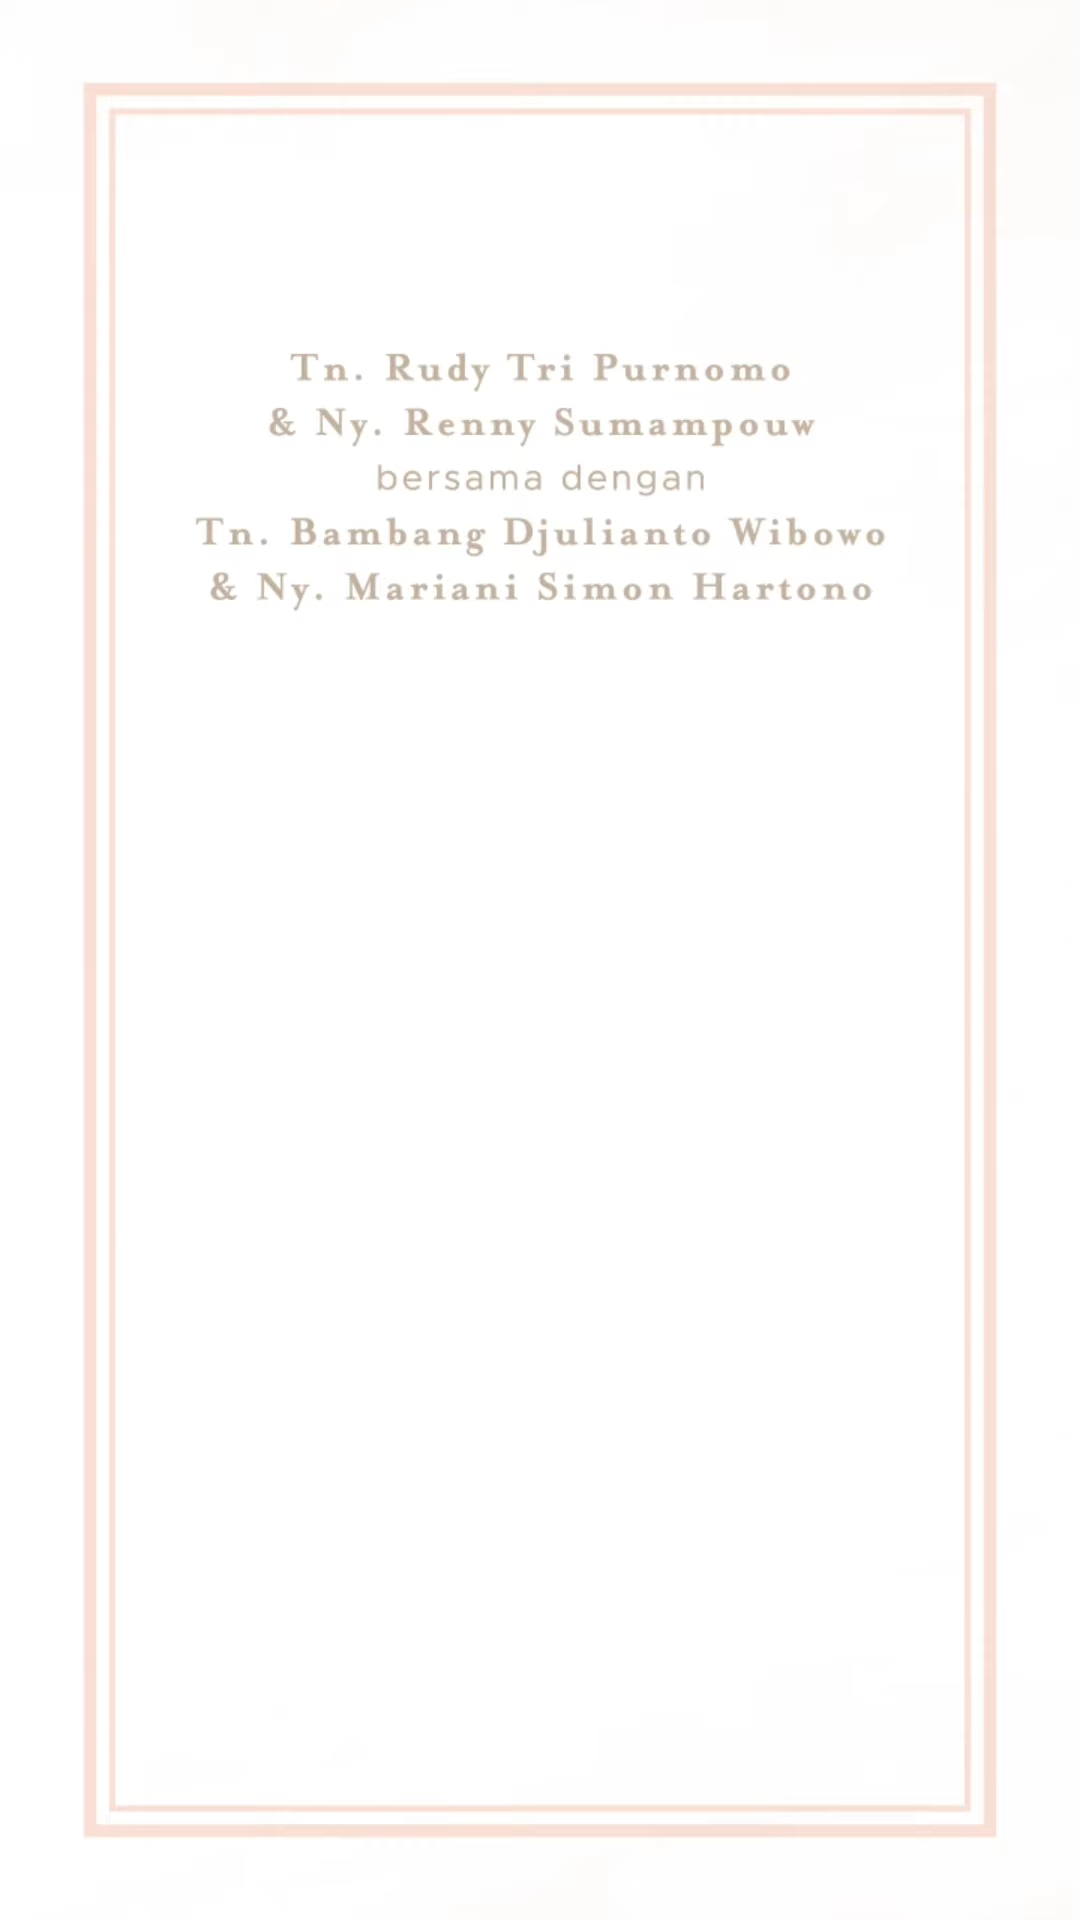 Tn. Rudy Tri Purnomo
& Ny. Renny Sumampouw
bersama dengan
Tn. Bambang Djulianto Wibowo
& Ny. Mariani Simon Hartono